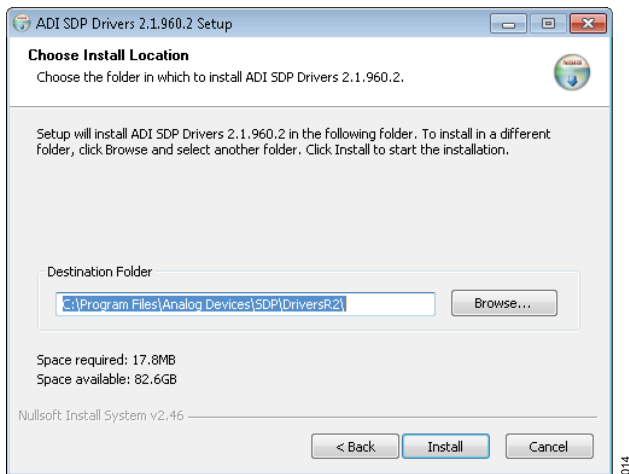 ADI SDP Drivers 2.1.960.2 Setup
Choose Install Location
Choose the folder in which to install ADI SDP Drivers 2.1.960.2.
Setup will install ADI SDP Drivers 2.1.960.2 in the following folder. To install in a different
folder, click Browse and select another folder. Click Install to start the installation.
Destination Folder
C:\Program Files\Analog Devices\SDP\DriversR2\
Browse...
Space required: 17.8MB
Space available: 82.6GB
Nullsoft Install System v2.46
< Back
Install
Cancel
014